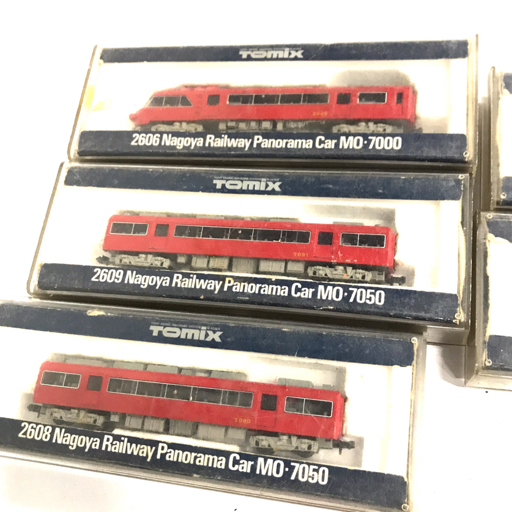 TOMIX
2606 Nagoya Railway Panorama Car MO·7000
TOMIX
2609 Nagoya Railway Panorama Car MO·7050
TOMIX
2608 Nagoya Railway Panorama Car MO·7050